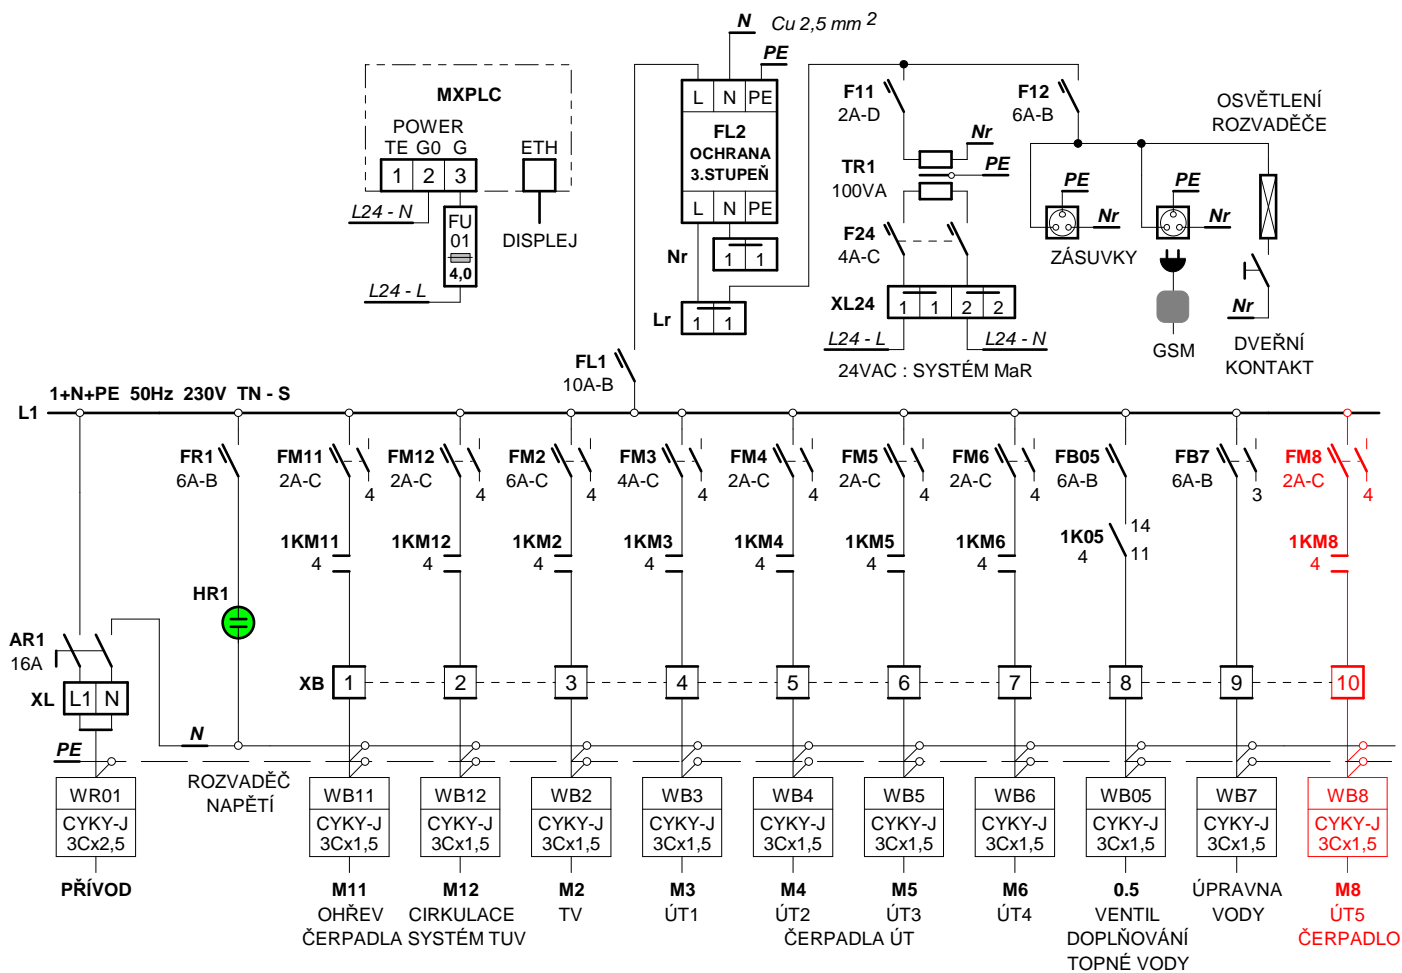 N Cu 2,5 mm 2
PE
MXPLC
POWER
TE G0 G
ETH
1 2 3
L24 - N
FU
01
4,0
L24 - L
DISPLEJ
L N PE
FL2
OCHRANA
3.STUPEŇ
L N PE
Nr 1 1
Lr 1 1
F11
2A-D
Nr
TR1
100VA
PE
F24
4A-C
XL24 1 1 2 2
L24 - L
L24 - N
24VAC : SYSTÉM MaR
F12
6A-B
OSVĚTLENÍ
ROZVADĚČE
PE
Nr
PE
Nr
ZÁSUVKY
GSM
Nr
DVEŘNÍ
KONTAKT
FL1
10A-B
1+N+PE 50Hz 230V TN - S
L1
FR1
6A-B
FM11
2A-C
4
FM12
2A-C
4
FM2
6A-C
4
FM3
4A-C
4
FM4
2A-C
4
FM5
2A-C
4
FM6
2A-C
4
FB05
6A-B
FB7
6A-B
3
FM8
2A-C
4
1KM11
4
1KM12
4
1KM2
4
1KM3
4
1KM4
4
1KM5
4
1KM6
4
1K05
4
14
11
1KM8
4
HR1
AR1
16A
XL L1 N
XB 1 2 3 4 5 6 7 8 9 10
N
PE
ROZVADĚČ
NAPĚTÍ
WR01
CYKY-J
3Cx2,5
PŘÍVOD
WB11
CYKY-J
3Cx1,5
M11
OHŘEV
WB12
CYKY-J
3Cx1,5
M12
CIRKULACE
ČERPADLA SYSTÉM TUV
WB2
CYKY-J
3Cx1,5
M2
TV
WB3
CYKY-J
3Cx1,5
M3
ÚT1
WB4
CYKY-J
3Cx1,5
M4
ÚT2
WB5
CYKY-J
3Cx1,5
M5
ÚT3
ČERPADLA ÚT
WB6
CYKY-J
3Cx1,5
M6
ÚT4
WB05
CYKY-J
3Cx1,5
0.5
VENTIL
DOPLŇOVÁNÍ
TOPNÉ VODY
WB7
CYKY-J
3Cx1,5
ÚPRAVNA
VODY
WB8
CYKY-J
3Cx1,5
M8
ÚT5
ČERPADLO